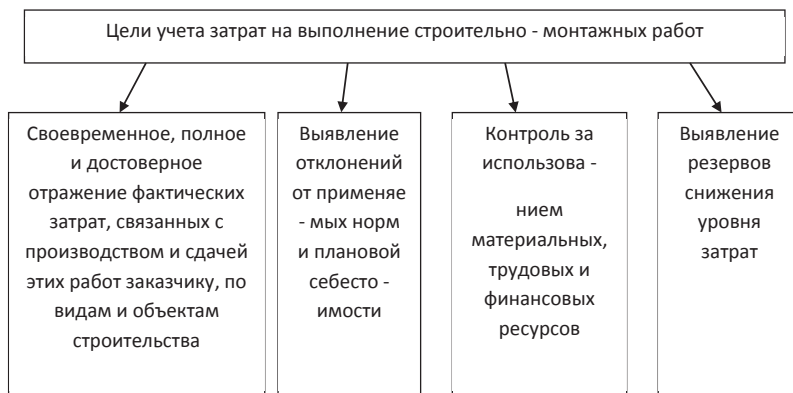 Цели учета затрат на выполнение строительно - монтажных работ
Своевременное, полное
и достоверное
отражение фактических
затрат, связанных с
производством и сдачей
этих работ заказчику, по
видам и объектам
строительства
Выявление
отклонений
от применяе
- мых норм
и плановой
себесто -
имости
Контроль за
использова -
нием
материальных,
трудовых и
финансовых
ресурсов
Выявление
резервов
снижения
уровня
затрат